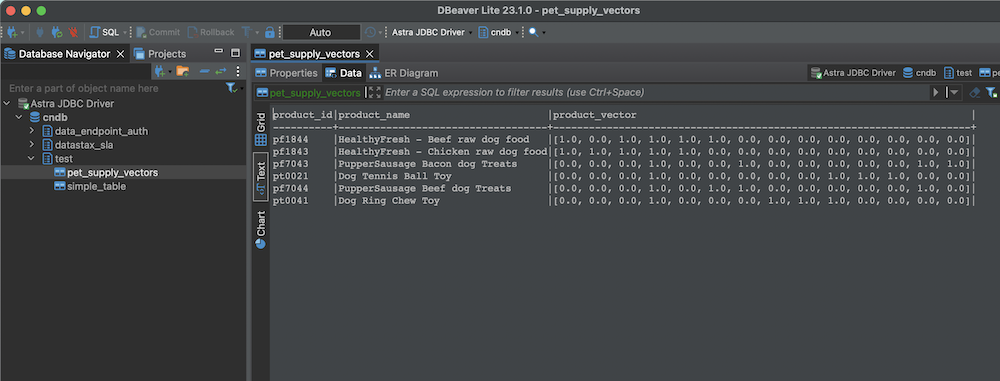 DBeaver Lite 23.1.0 - pet_supply_vectors
SQL Commit Rollback T Auto Astra JDBC Driver cndb
Database Navigator Projects
pet_supply_vectors
Properties Data ER Diagram Astra JDBC Driver cndb test pe
Enter a part of object name here
pet_supply_vectors Enter a SQL expression to filter results (use Ctrl+Space)
Astra JDBC Driver
cndb
data_endpoint_auth
datastax_sla
test
pet_supply_vectors
simple_table
Grid
Text
Chart
product_id|product_name |product_vector |
----------+--------------------------------+----------------------------------------------------------------+
pf1844 |HealthyFresh - Beef raw dog food |[1.0, 0.0, 0.0, 1.0, 1.0, 1.0, 0.0, 0.0, 0.0, 0.0, 0.0, 0.0, 0.0, 0.0]|
pf1843 |HealthyFresh - Chicken raw dog food|[1.0, 1.0, 0.0, 1.0, 1.0, 0.0, 0.0, 0.0, 0.0, 0.0, 0.0, 0.0, 0.0, 0.0]|
pf7043 |PupperSausage Bacon dog Treats |[0.0, 0.0, 0.0, 1.0, 0.0, 0.0, 0.0, 0.0, 0.0, 0.0, 0.0, 0.0, 1.0, 1.0]|
pt0021 |Dog Tennis Ball Toy |[0.0, 0.0, 0.0, 1.0, 0.0, 0.0, 0.0, 0.0, 0.0, 1.0, 1.0, 1.0, 0.0, 0.0]|
pf7044 |PupperSausage Beef dog Treats |[0.0, 0.0, 0.0, 1.0, 0.0, 1.0, 0.0, 0.0, 0.0, 0.0, 0.0, 0.0, 1.0, 0.0]|
pt0041 |Dog Ring Chew Toy |[0.0, 0.0, 0.0, 1.0, 0.0, 0.0, 0.0, 1.0, 1.0, 1.0, 0.0, 0.0, 0.0, 0.0]|